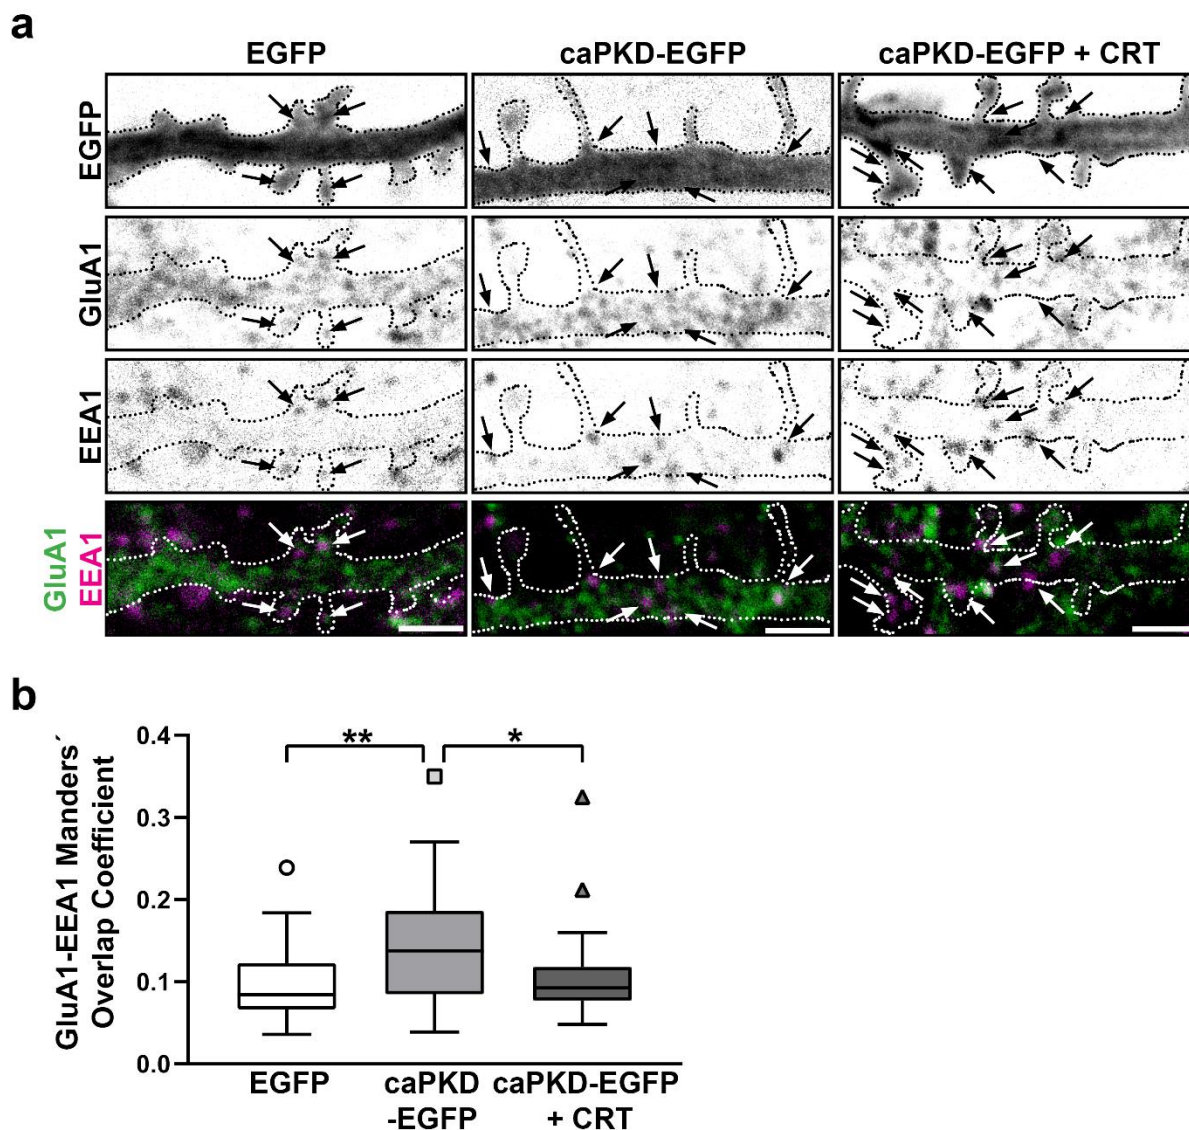 a
EGFP
caPKD-EGFP
caPKD-EGFP + CRT
EGFP
GluA1
EEA1
GluA1
EEA1
b
GluA1-EEA1 Manders´
Overlap Coefficient
0.4
0.3
0.2
0.1
0.0
**
*
EGFP
caPKD
-EGFP
caPKD-EGFP
+ CRT